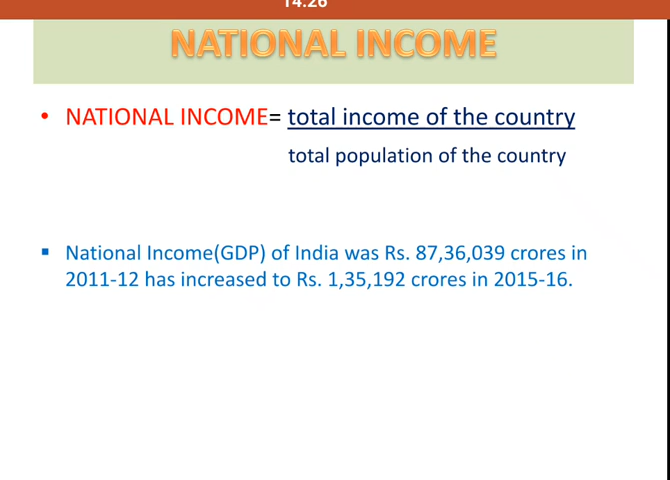 14.26
NATIONAL INCOME
• NATIONAL INCOME= total income of the country
total population of the country
▪ National Income(GDP) of India was Rs. 87,36,039 crores in
2011-12 has increased to Rs. 1,35,192 crores in 2015-16.